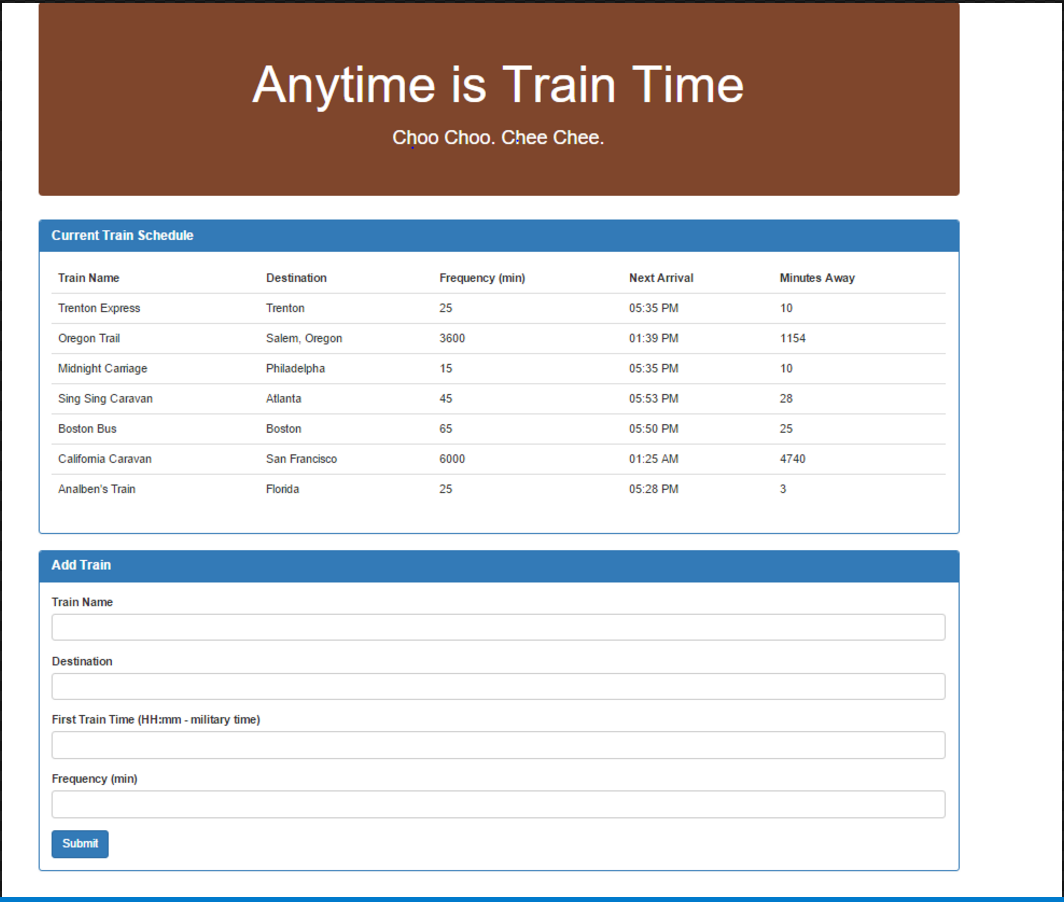 Anytime is Train Time
Choo Choo. Chee Chee.
Current Train Schedule
Train Name Destination Frequency (min) Next Arrival Minutes Away
Trenton Express Trenton 25 05:35 PM 10
Oregon Trail Salem, Oregon 3600 01:39 PM 1154
Midnight Carriage Philadelpha 15 05:35 PM 10
Sing Sing Caravan Atlanta 45 05:53 PM 28
Boston Bus Boston 65 05:50 PM 25
California Caravan San Francisco 6000 01:25 AM 4740
Analben's Train Florida 25 05:28 PM 3
Add Train
Train Name
Destination
First Train Time (HH:mm - military time)
Frequency (min)
Submit